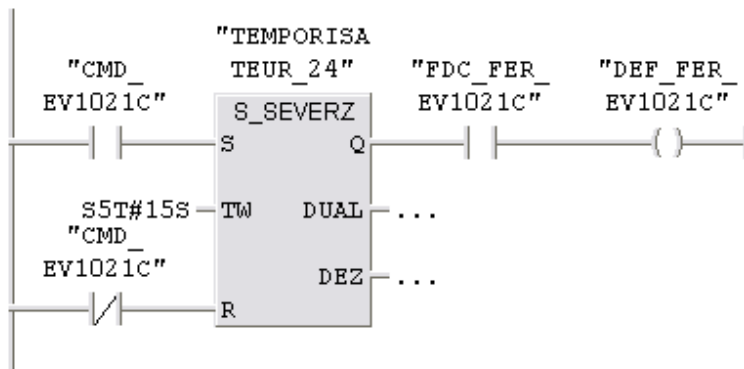 "TEMPORISA
TEUR_24"
"CMD_
EV1021C"
"FDC_FER_
EV1021C"
"DEF_FER_
EV1021C"
S_SEVERZ
S
Q
S5T#15S
TW
DUAL
...
"CMD_
EV1021C"
DEZ
...
R